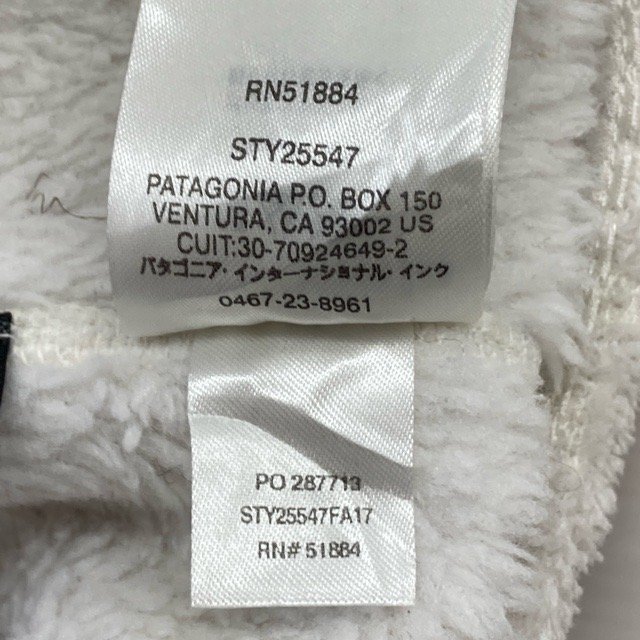 RN51884
STY25547
PATAGONIA P.O. BOX 150
VENTURA, CA 93002 US
CUIT:30-70924649-2
パタゴニア・インターナショナル・インク
0467-23-8961
PO 287713
STY25547FA17
RN# 51884